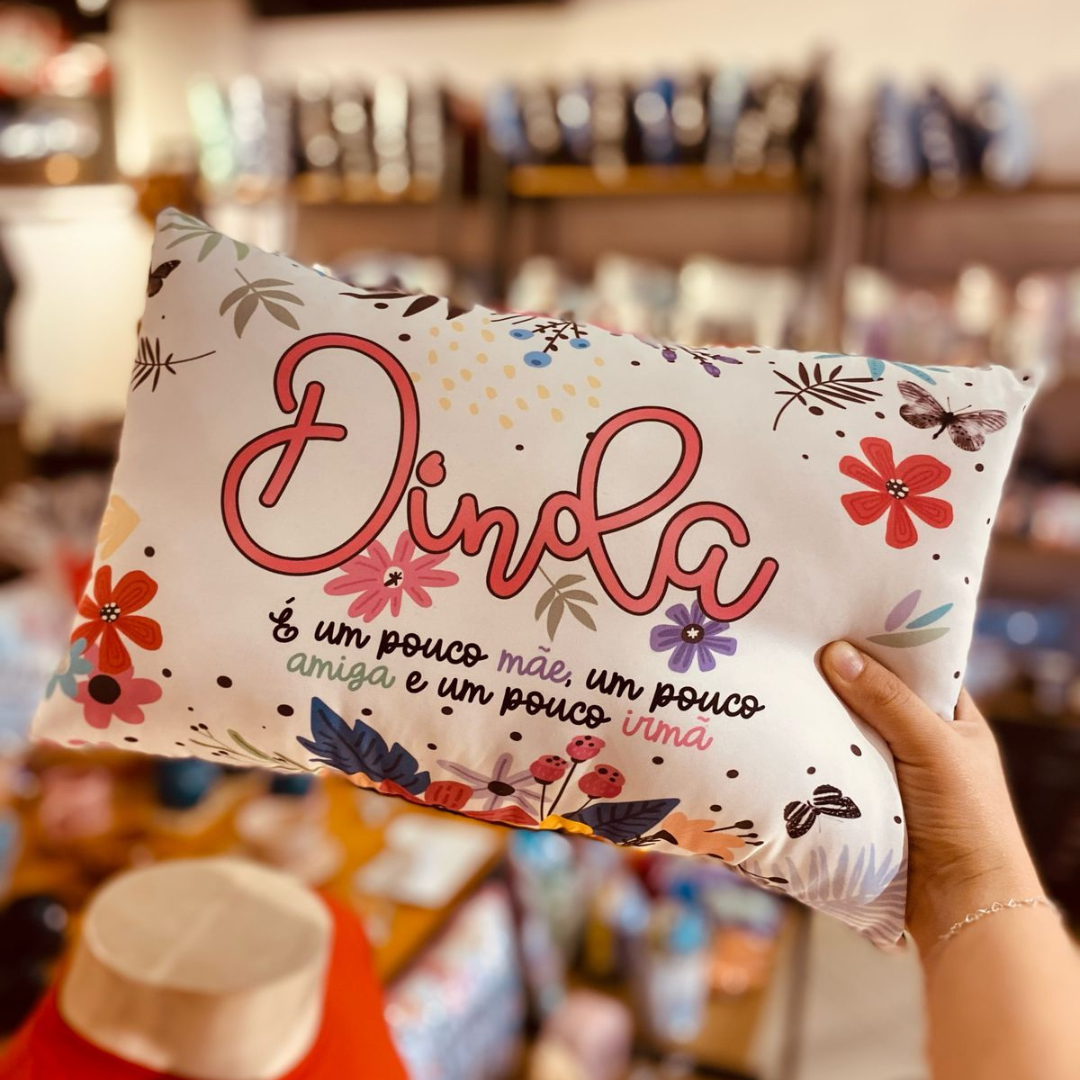 Dinda
É um pouco mãe, um pouco
amiga e um pouco irmã